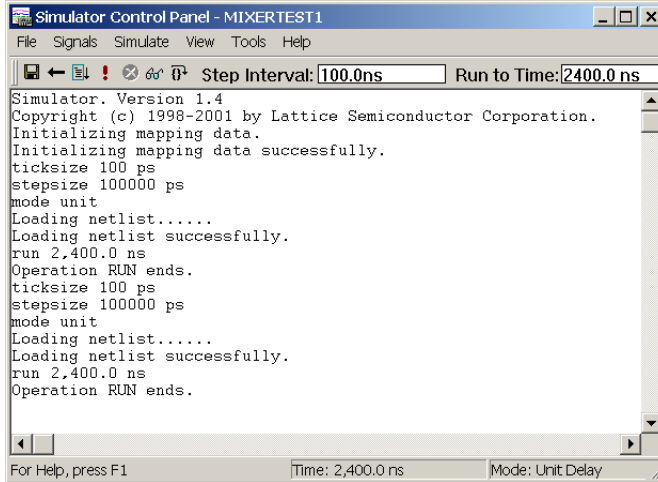 Simulator Control Panel - MIXERTEST1
File Signals Simulate View Tools Help
Step Interval: 100.0ns Run to Time: 2400.0 ns
Simulator. Version 1.4
Copyright (c) 1998-2001 by Lattice Semiconductor Corporation.
Initializing mapping data.
Initializing mapping data successfully.
ticksize 100 ps
stepsize 100000 ps
mode unit
Loading netlist......
Loading netlist successfully.
run 2,400.0 ns
Operation RUN ends.
ticksize 100 ps
stepsize 100000 ps
mode unit
Loading netlist......
Loading netlist successfully.
run 2,400.0 ns
Operation RUN ends.
For Help, press F1 Time: 2,400.0 ns Mode: Unit Delay